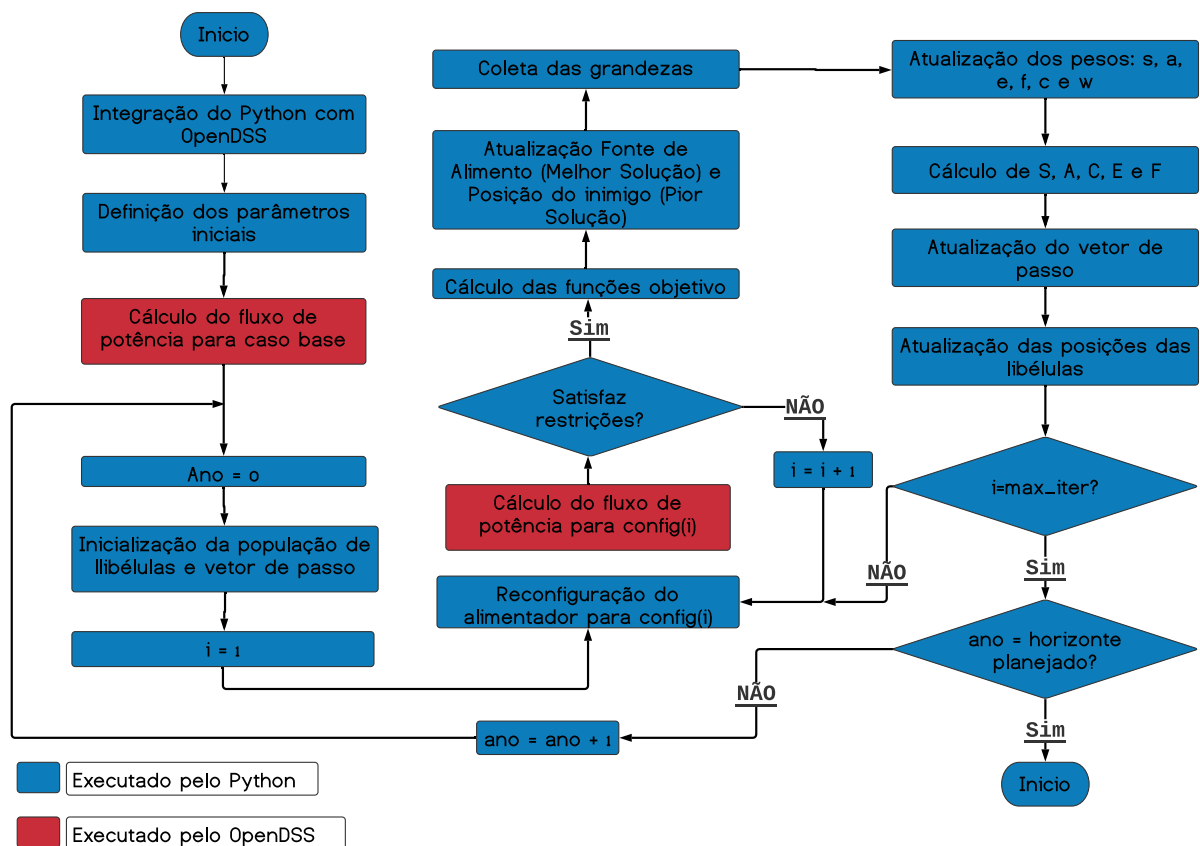 Inicio
Integração do Python com
OpenDSS
Definição dos parâmetros
iniciais
Cálculo do fluxo de
potência para caso base
Ano = 0
Inicialização da população de
llibélulas e vetor de passo
i = 1
Reconfiguração do
alimentador para config(i)
Cálculo do fluxo de
potência para config(i)
Satisfaz
restrições?
NÃO
i = i + 1
Sim
Cálculo das funções objetivo
Atualização Fonte de
Alimento (Melhor Solução) e
Posição do inimigo (Pior
Solução)
Coleta das grandezas
Atualização dos pesos: s, a,
e, f, c e w
Cálculo de S, A, C, E e F
Atualização do vetor de
passo
Atualização das posições das
libélulas
i=max_iter?
NÃO
Sim
ano = horizonte
planejado?
NÃO
ano = ano + 1
Sim
Inicio
Executado pelo Python
Executado pelo OpenDSS